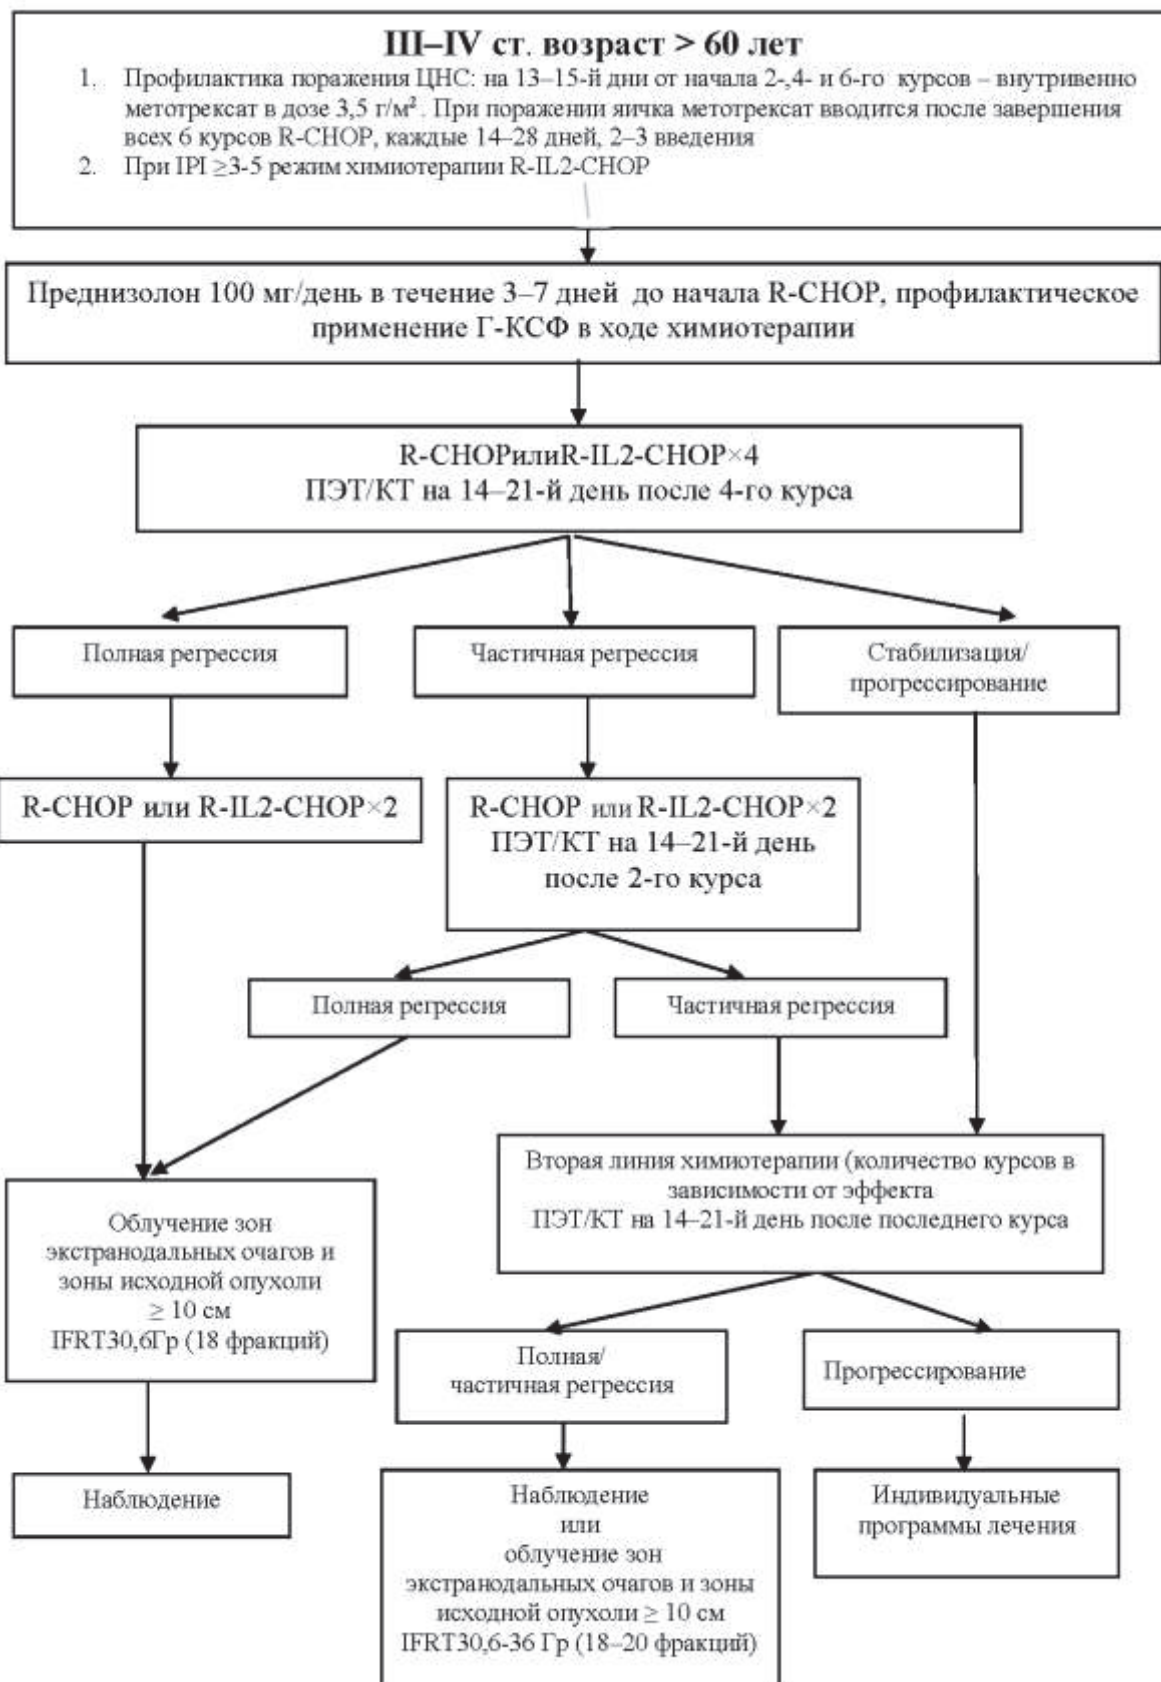 III–IV ст. возраст > 60 лет
1. Профилактика поражения ЦНС: на 13–15-й дни от начала 2-,4- и 6-го курсов – внутривенно
метотрексат в дозе 3,5 г/м². При поражении яичка метотрексат вводится после завершения
всех 6 курсов R-CHOP, каждые 14–28 дней, 2–3 введения
2. При IPI ≥3-5 режим химиотерапии R-IL2-CHOP
Преднизолон 100 мг/день в течение 3–7 дней до начала R-CHOP, профилактическое
применение Г-КСФ в ходе химиотерапии
R-CHOPилиR-IL2-CHOP×4
ПЭТ/КТ на 14–21-й день после 4-го курса
Полная регрессия
Частичная регрессия
Стабилизация/
прогрессирование
R-CHOP или R-IL2-CHOP×2
R-CHOP или R-IL2-CHOP×2
ПЭТ/КТ на 14–21-й день
после 2-го курса
Полная регрессия
Частичная регрессия
Вторая линия химиотерапии (количество курсов в
зависимости от эффекта
ПЭТ/КТ на 14–21-й день после последнего курса
Облучение зон
экстранодальных очагов и
зоны исходной опухоли
≥ 10 см
IFRT30,6Гр (18 фракций)
Полная/
частичная регрессия
Прогрессирование
Наблюдение
Наблюдение
или
облучение зон
экстранодальных очагов и зоны
исходной опухоли ≥ 10 см
IFRT30,6-36 Гр (18–20 фракций)
Индивидуальные
программы лечения